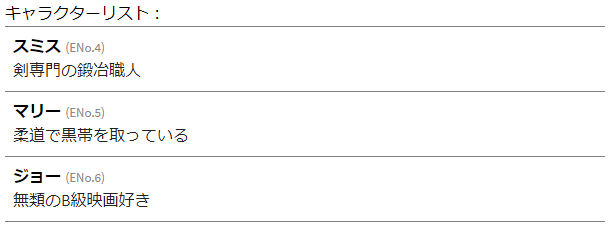 キャラクターリスト：
スミス (ENo.4)
剣専門の鍛冶職人
マリー (ENo.5)
柔道で黒帯を取っている
ジョー (ENo.6)
無類のB級映画好き